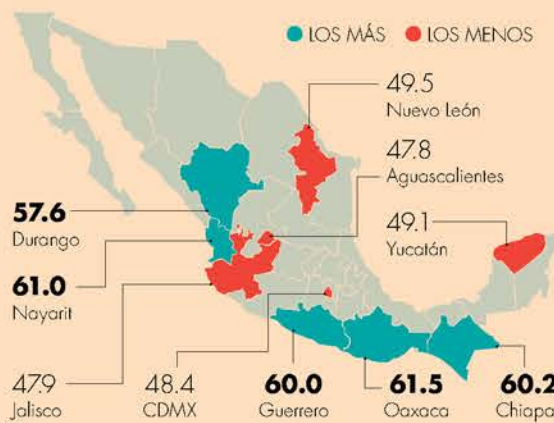 LOS MÁS LOS MENOS
49.5
Nuevo León
47.8
Aguascalientes
49.1
Yucatán
57.6
Durango
61.0
Nayarit
47.9
Jalisco
48.4
CDMX
60.0
Guerrero
61.5
Oaxaca
60.2
Chiapa